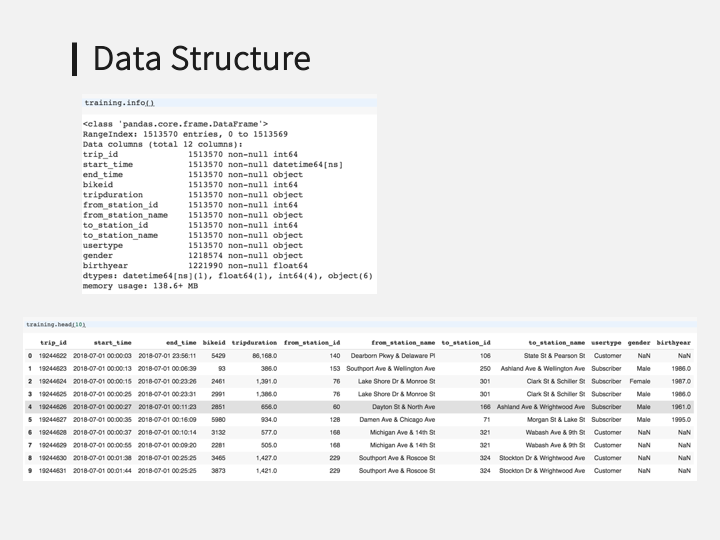 Data Structure
training.info()
<class 'pandas.core.frame.DataFrame'>
RangeIndex: 1513570 entries, 0 to 1513569
Data columns (total 12 columns):
trip_id 1513570 non-null int64
start_time 1513570 non-null datetime64[ns]
end_time 1513570 non-null object
bikeid 1513570 non-null int64
tripduration 1513570 non-null object
from_station_id 1513570 non-null int64
from_station_name 1513570 non-null object
to_station_id 1513570 non-null int64
to_station_name 1513570 non-null object
usertype 1513570 non-null object
gender 1218574 non-null object
birthyear 1221990 non-null float64
dtypes: datetime64[ns](1), float64(1), int64(4), object(6)
memory usage: 138.6+ MB
training.head(10)
trip_id start_time end_time bikeid tripduration from_station_id from_station_name to_station_id to_station_name usertype gender birthyear
0 19244622 2018-07-01 00:00:03 2018-07-01 23:56:11 5429 86,168.0 140 Dearborn Pkwy & Delaware Pl 106 State St & Pearson St Customer NaN NaN
1 19244623 2018-07-01 00:00:13 2018-07-01 00:06:39 93 386.0 153 Southport Ave & Wellington Ave 250 Ashland Ave & Wellington Ave Subscriber Male 1986.0
2 19244624 2018-07-01 00:00:15 2018-07-01 00:23:26 2461 1,391.0 76 Lake Shore Dr & Monroe St 301 Clark St & Schiller St Subscriber Female 1987.0
3 19244625 2018-07-01 00:00:25 2018-07-01 00:23:31 2991 1,386.0 76 Lake Shore Dr & Monroe St 301 Clark St & Schiller St Subscriber Male 1986.0
4 19244626 2018-07-01 00:00:27 2018-07-01 00:11:23 2851 656.0 60 Dayton St & North Ave 166 Ashland Ave & Wrightwood Ave Subscriber Male 1961.0
5 19244627 2018-07-01 00:00:35 2018-07-01 00:16:09 5980 934.0 128 Damen Ave & Chicago Ave 71 Morgan St & Lake St Subscriber Male 1995.0
6 19244628 2018-07-01 00:00:37 2018-07-01 00:10:14 3132 577.0 168 Michigan Ave & 14th St 321 Wabash Ave & 9th St Customer NaN NaN
7 19244629 2018-07-01 00:00:55 2018-07-01 00:09:20 2281 505.0 168 Michigan Ave & 14th St 321 Wabash Ave & 9th St Customer NaN NaN
8 19244630 2018-07-01 00:01:38 2018-07-01 00:25:25 3465 1,427.0 229 Southport Ave & Roscoe St 324 Stockton Dr & Wrightwood Ave Customer NaN NaN
9 19244631 2018-07-01 00:01:44 2018-07-01 00:25:25 3873 1,421.0 229 Southport Ave & Roscoe St 324 Stockton Dr & Wrightwood Ave Customer NaN NaN